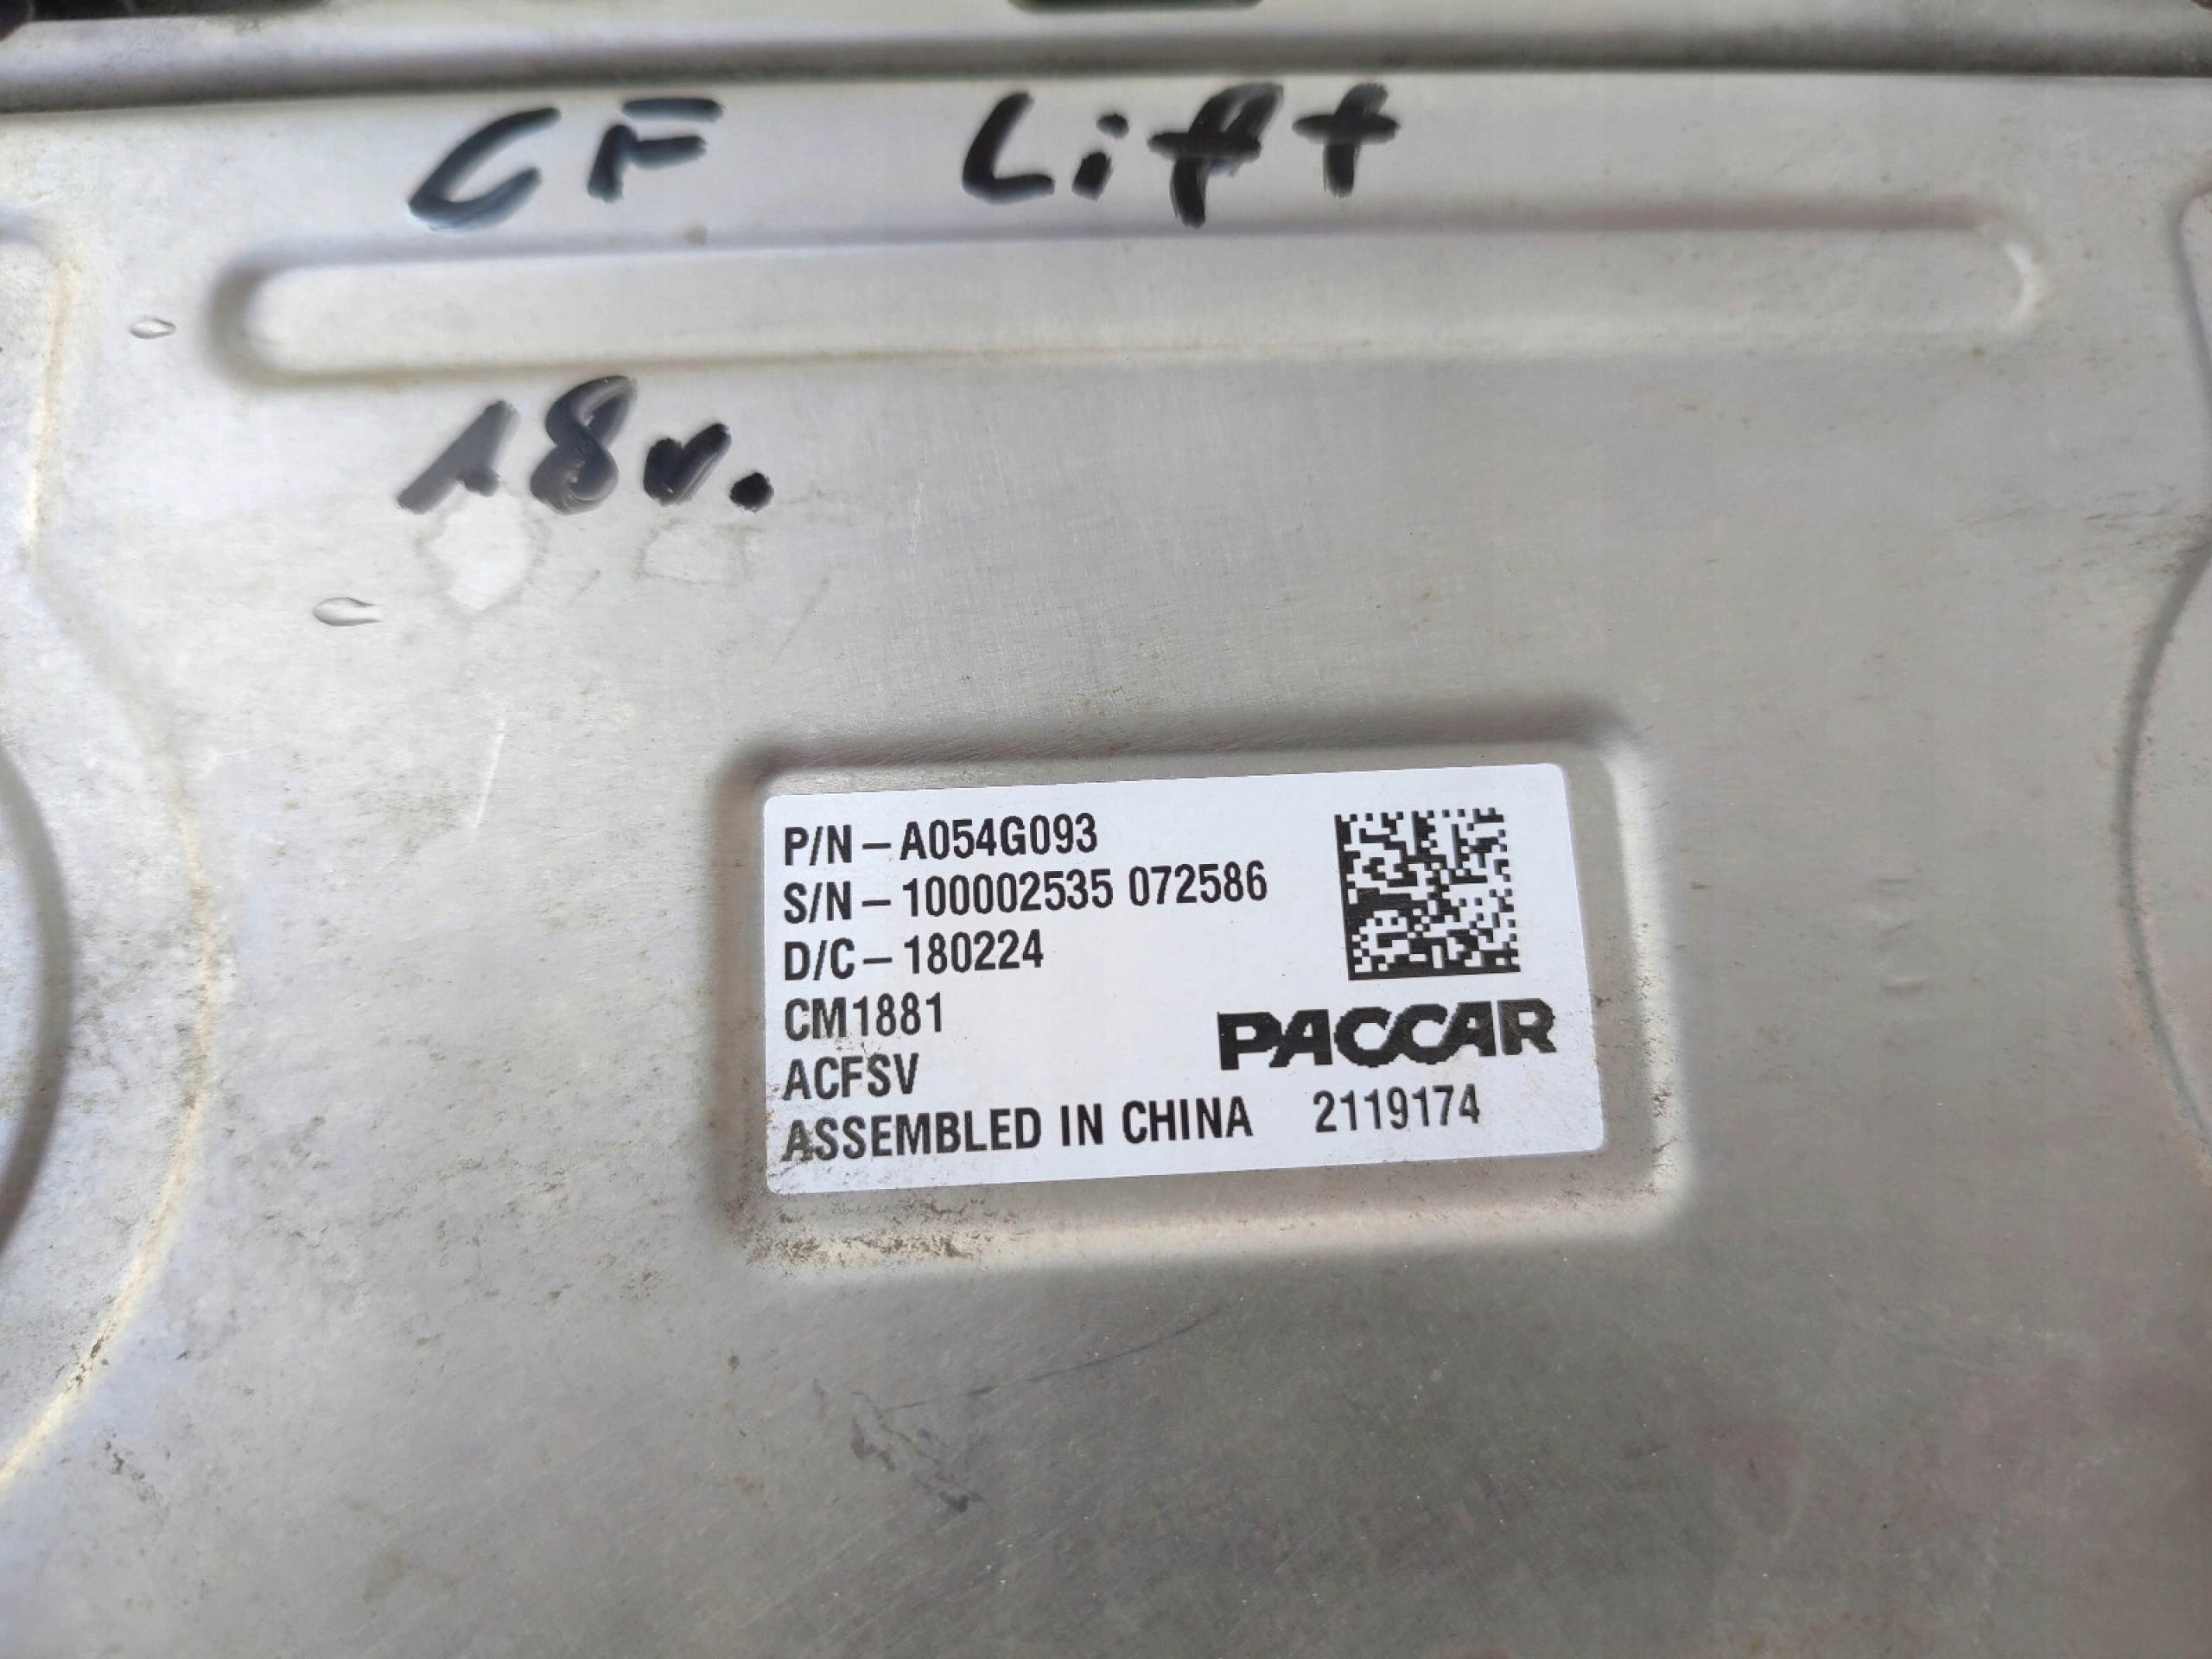 CF Lift
18v.
P/N – A054G093
S/N – 100002535 072586
D/C – 180224
CM1881
ACFSV
PACCAR
ASSEMBLED IN CHINA 2119174